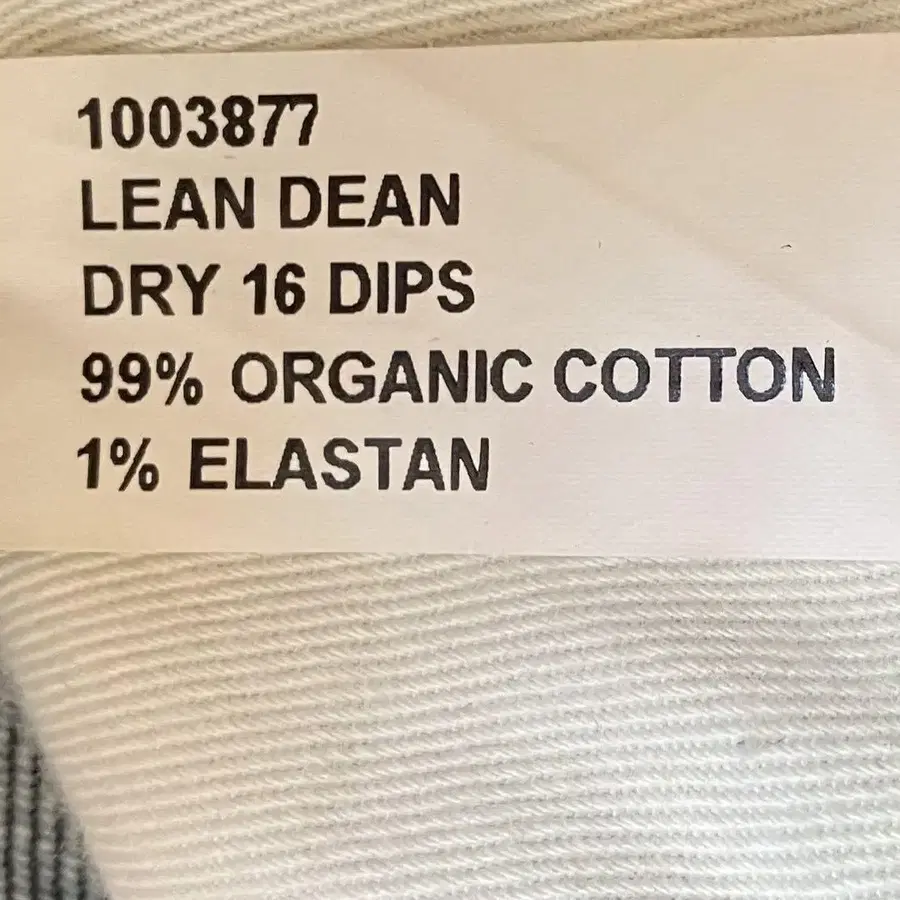 1003877
LEAN DEAN
DRY 16 DIPS
99% ORGANIC COTTON
1% ELASTAN